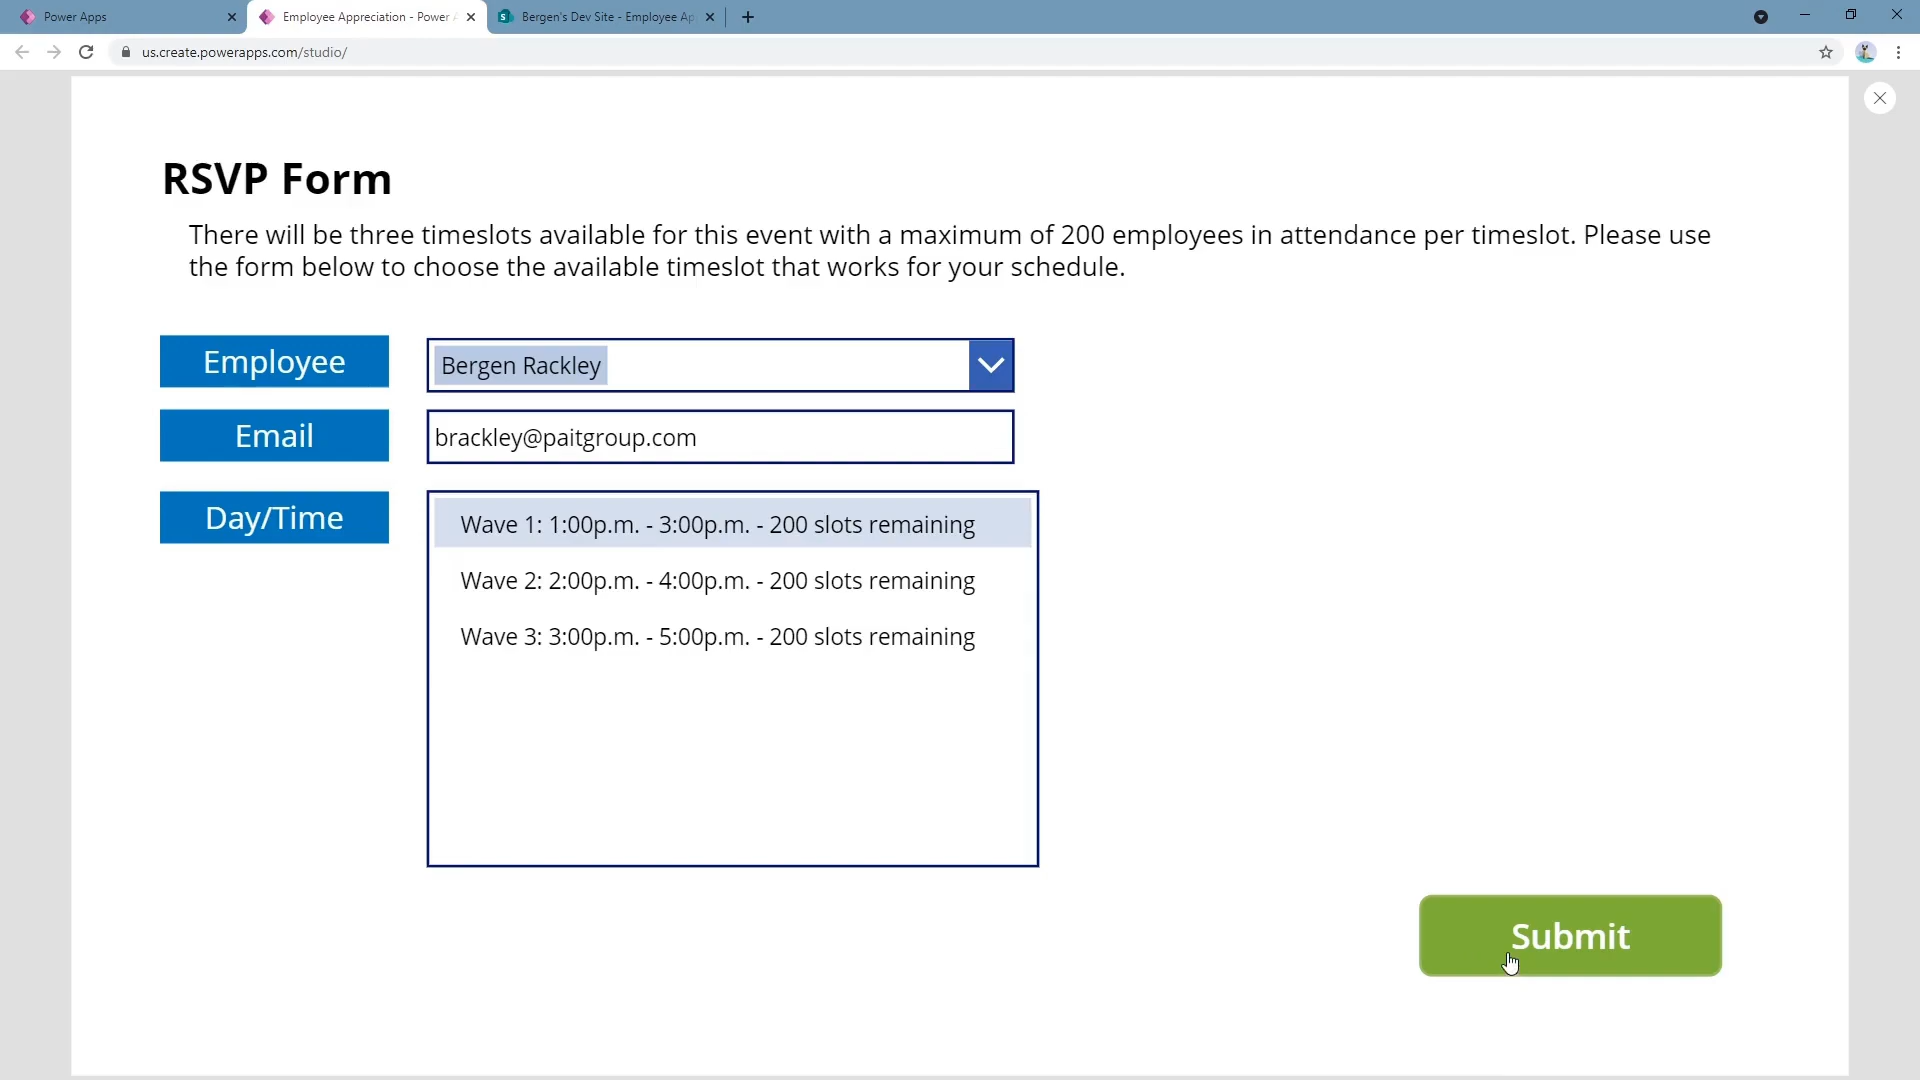 Power Apps
Employee Appreciation - Power A
Bergen's Dev Site - Employee Ap
us.create.powerapps.com/studio/
RSVP Form
There will be three timeslots available for this event with a maximum of 200 employees in attendance per timeslot. Please use
the form below to choose the available timeslot that works for your schedule.
Employee
Bergen Rackley
Email
brackley@paitgroup.com
Day/Time
Wave 1: 1:00p.m. - 3:00p.m. - 200 slots remaining
Wave 2: 2:00p.m. - 4:00p.m. - 200 slots remaining
Wave 3: 3:00p.m. - 5:00p.m. - 200 slots remaining
Submit